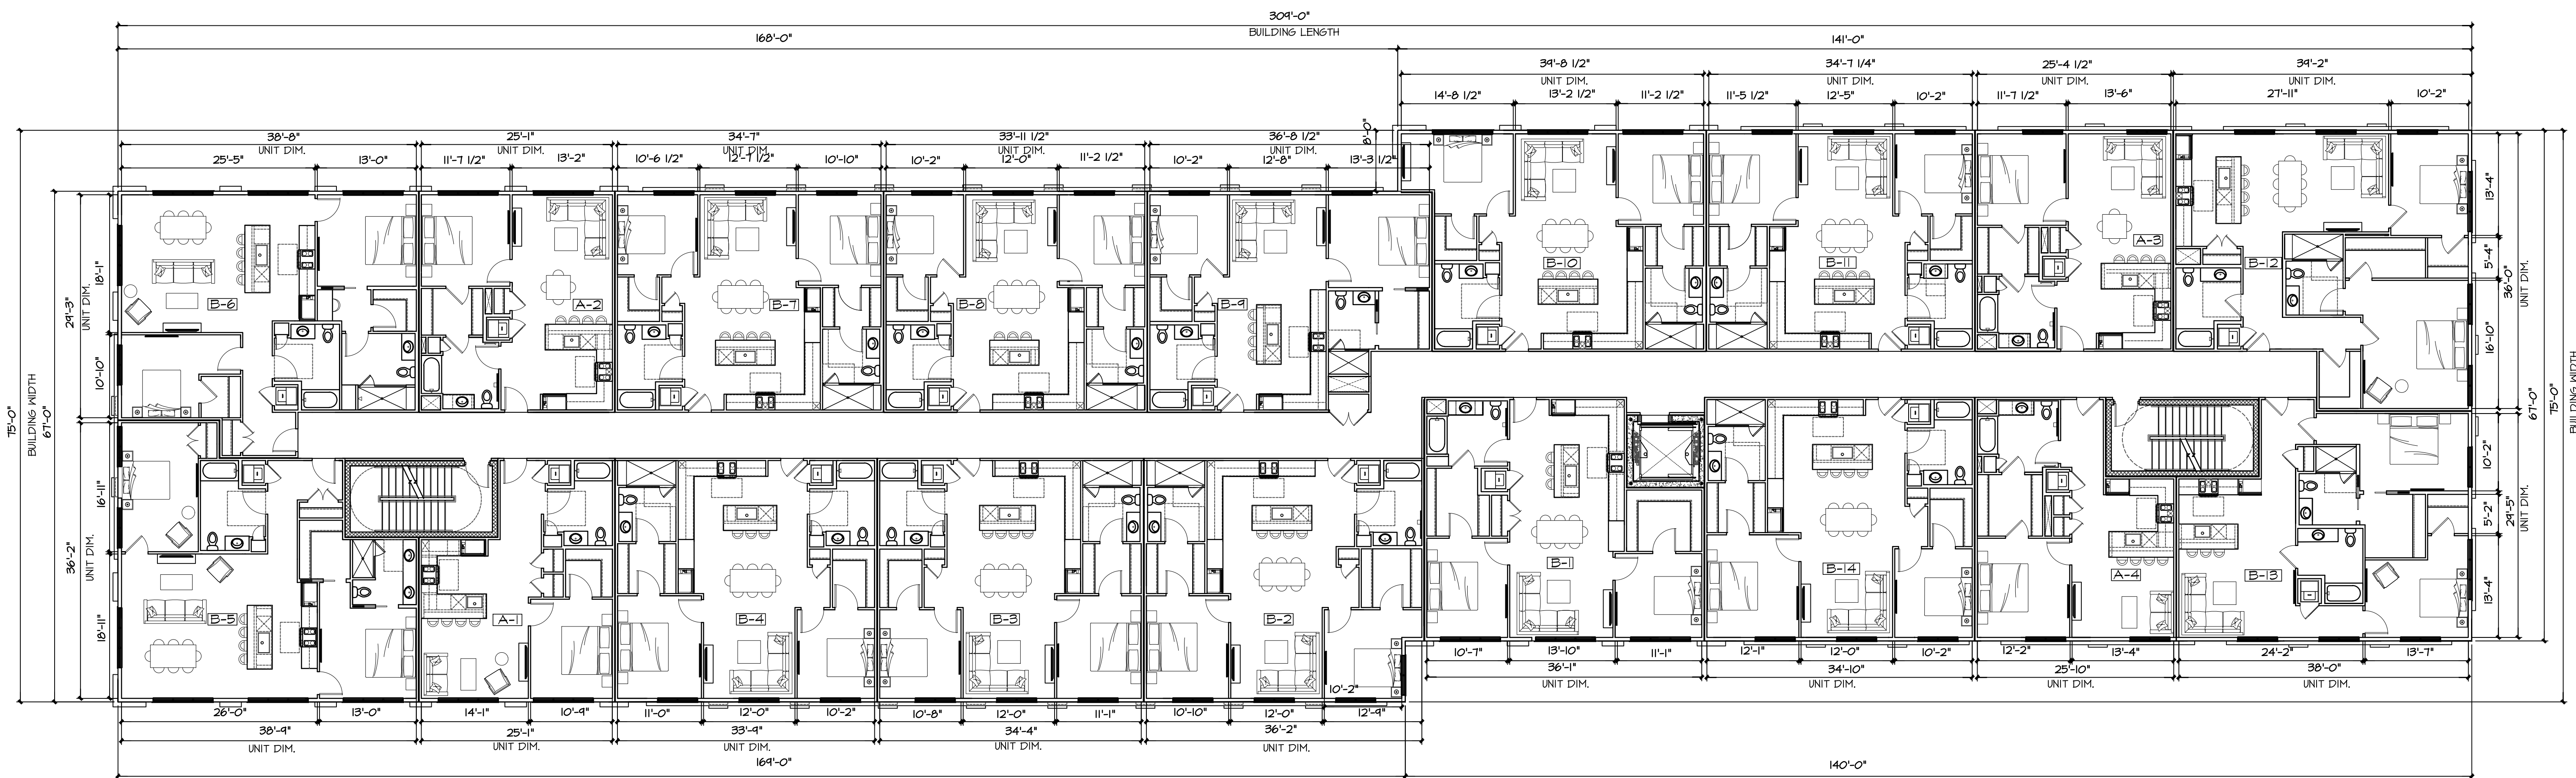 309'-0"
BUILDING LENGTH
168'-0"
141'-0"
39'-8 1/2"
UNIT DIM.
34'-7 1/4"
UNIT DIM.
25'-4 1/2"
UNIT DIM.
39'-2"
UNIT DIM.
14'-8 1/2"
13'-2 1/2"
11'-2 1/2"
11'-5 1/2"
12'-5"
10'-2"
11'-7 1/2"
13'-6"
27'-11"
10'-2"
8'-0"
38'-8"
UNIT DIM.
25'-1"
UNIT DIM.
34'-7"
UNIT DIM.
33'-11 1/2"
UNIT DIM.
36'-8 1/2"
UNIT DIM.
25'-5"
13'-0"
11'-7 1/2"
13'-2"
10'-6 1/2"
12'-7 1/2"
10'-10"
10'-2"
12'-0"
11'-2 1/2"
10'-2"
12'-8"
13'-3 1/2"
75'-0"
BUILDING WIDTH
67'-0"
29'-3"
UNIT DIM.
18'-1"
10'-10"
36'-2"
UNIT DIM.
16'-11"
18'-11"
B-6
A-2
B-7
B-8
B-9
B-10
B-11
A-3
B-12
13'-4"
5'-4"
36'-0"
UNIT DIM.
16'-10"
67'-0"
75'-0"
BUILDING WIDTH
10'-2"
5'-2"
29'-5"
UNIT DIM.
13'-4"
B-5
A-1
B-4
B-3
B-2
B-1
B-14
A-4
B-13
10'-7"
13'-10"
11'-1"
12'-1"
12'-0"
10'-2"
12'-2"
13'-4"
24'-2"
13'-7"
36'-1"
UNIT DIM.
34'-10"
UNIT DIM.
25'-10"
UNIT DIM.
38'-0"
UNIT DIM.
10'-2"
26'-0"
13'-0"
14'-1"
10'-9"
11'-0"
12'-0"
10'-2"
10'-8"
12'-0"
11'-1"
10'-10"
12'-0"
12'-9"
38'-9"
UNIT DIM.
25'-1"
UNIT DIM.
33'-9"
UNIT DIM.
34'-4"
UNIT DIM.
36'-2"
UNIT DIM.
169'-0"
140'-0"